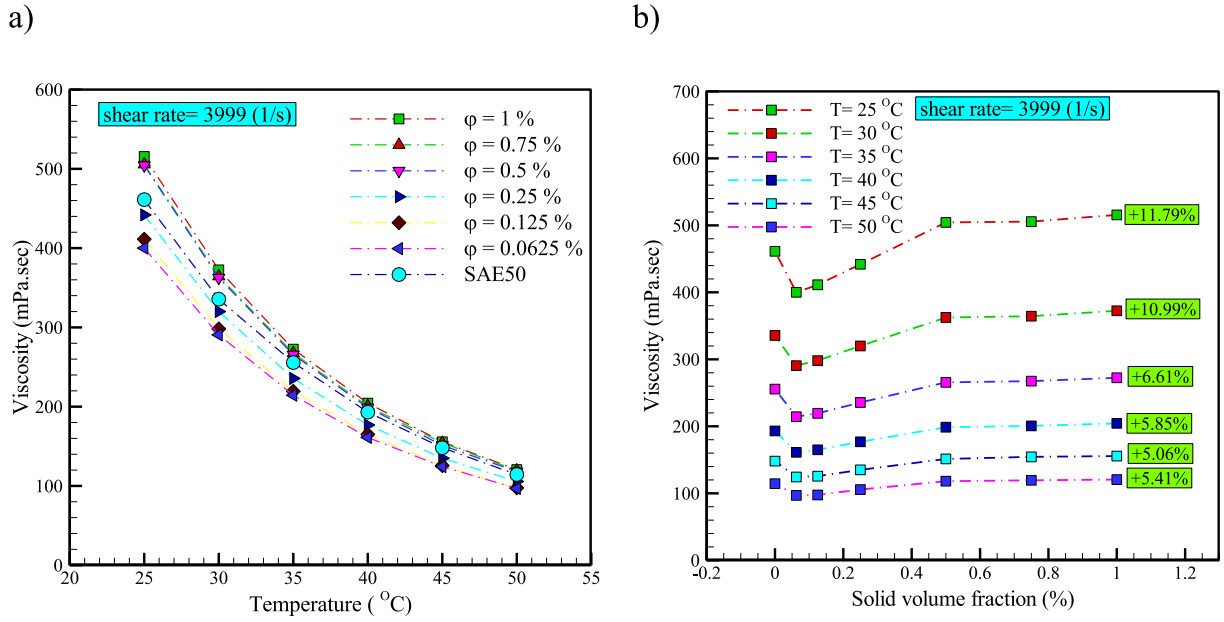 a)
600
500
400
300
200
100
0
Viscosity (mPa.sec)
shear rate= 3999 (1/s)
φ = 1 %
φ = 0.75 %
φ = 0.5 %
φ = 0.25 %
φ = 0.125 %
φ = 0.0625 %
SAE50
20 25 30 35 40 45 50 55
Temperature ( °C)
b)
700
600
500
400
300
200
100
0
Viscosity (mPa.sec)
T= 25 °C
T= 30 °C
T= 35 °C
T= 40 °C
T= 45 °C
T= 50 °C
shear rate= 3999 (1/s)
+11.79%
+10.99%
+6.61%
+5.85%
+5.06%
+5.41%
-0.2 0 0.2 0.4 0.6 0.8 1 1.2
Solid volume fraction (%)